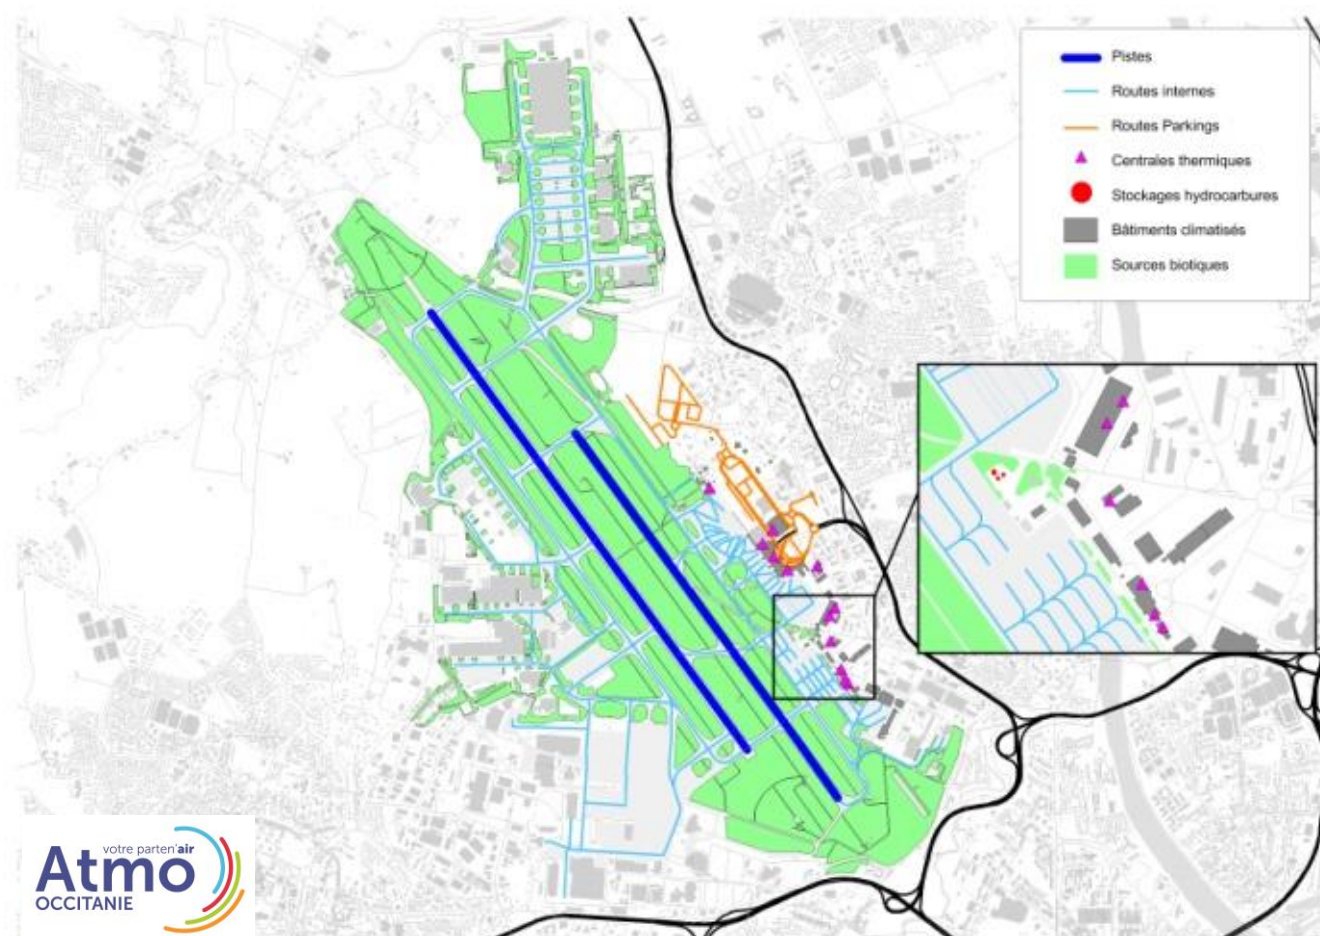 Pistes
Routes internes
Routes Parkings
Centrales thermiques
Stockages hydrocarbures
Bâtiments climatisés
Sources biotiques
votre parten'air
Atmo
OCCITANIE